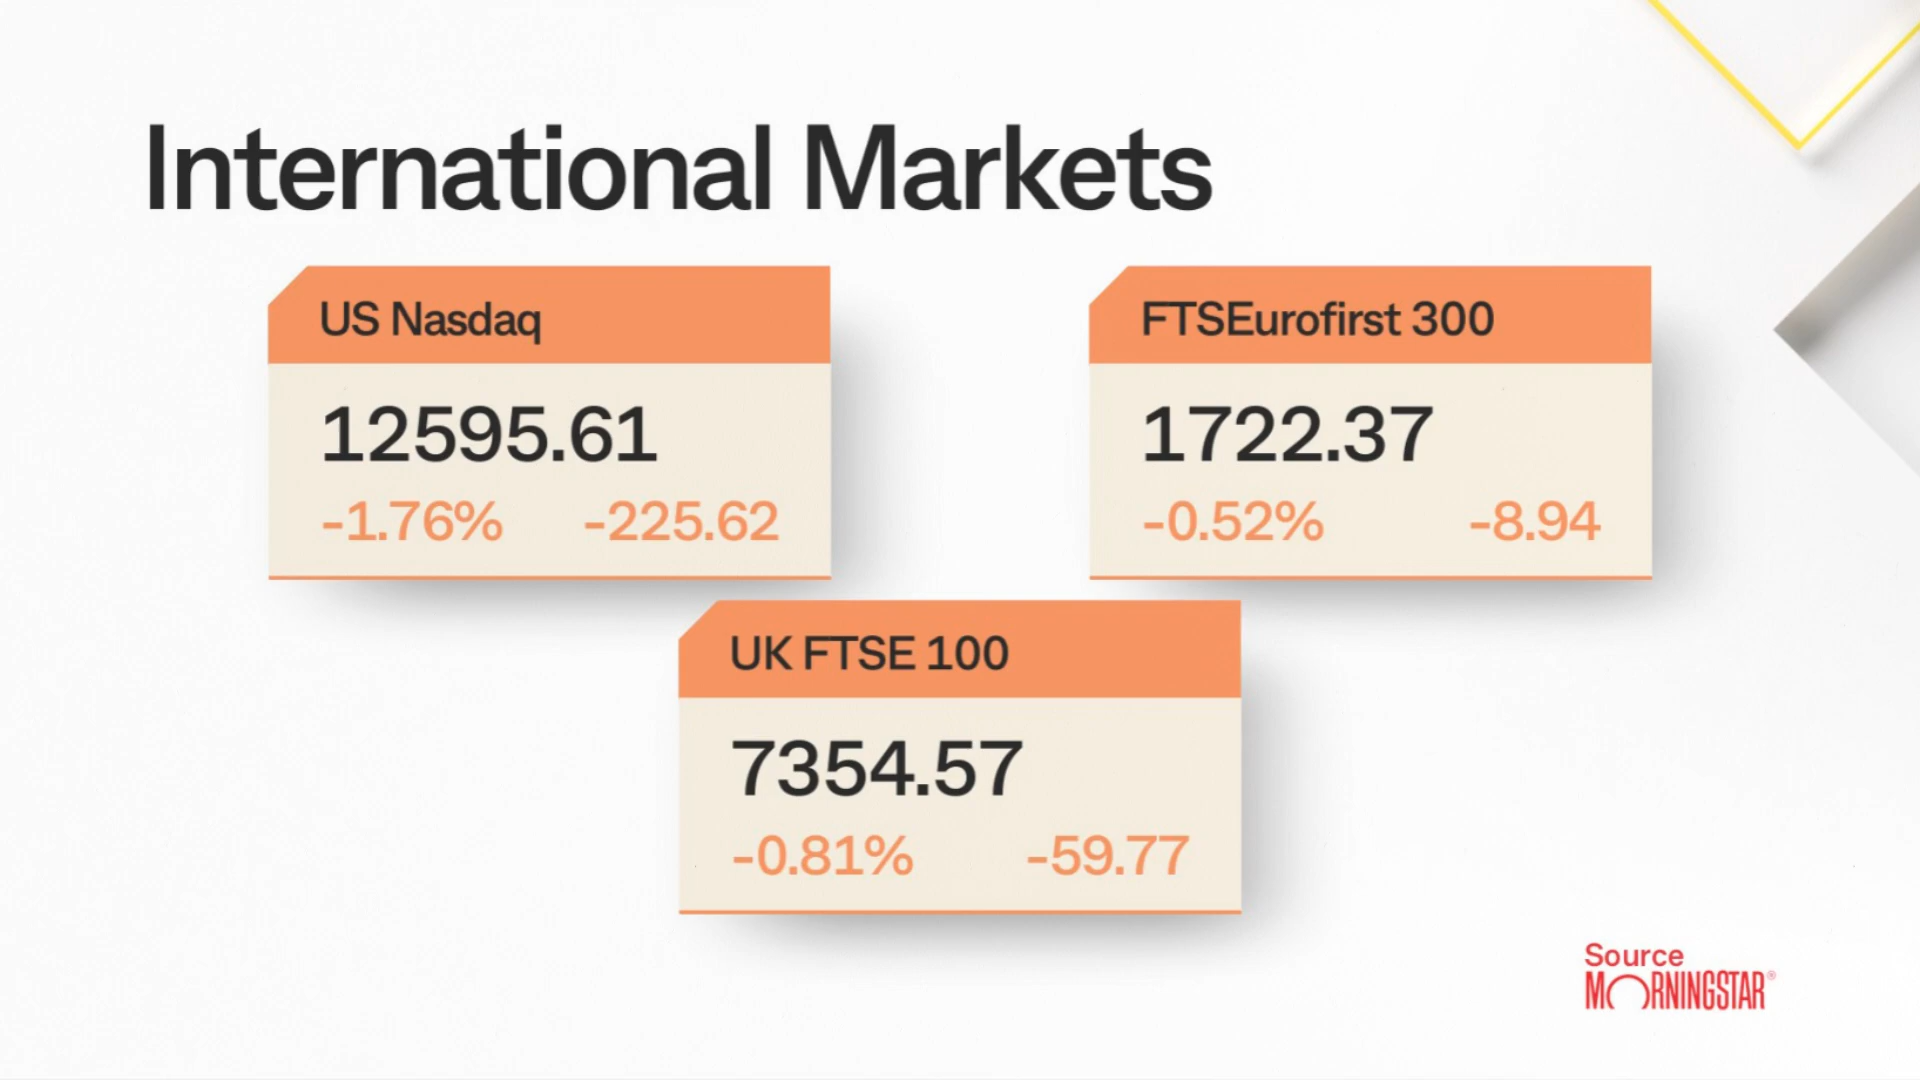 International Markets
US Nasdaq
12595.61
-1.76% -225.62
FTSEurofirst 300
1722.37
-0.52% -8.94
UK FTSE 100
7354.57
-0.81% -59.77
Source
MORNINGSTAR®